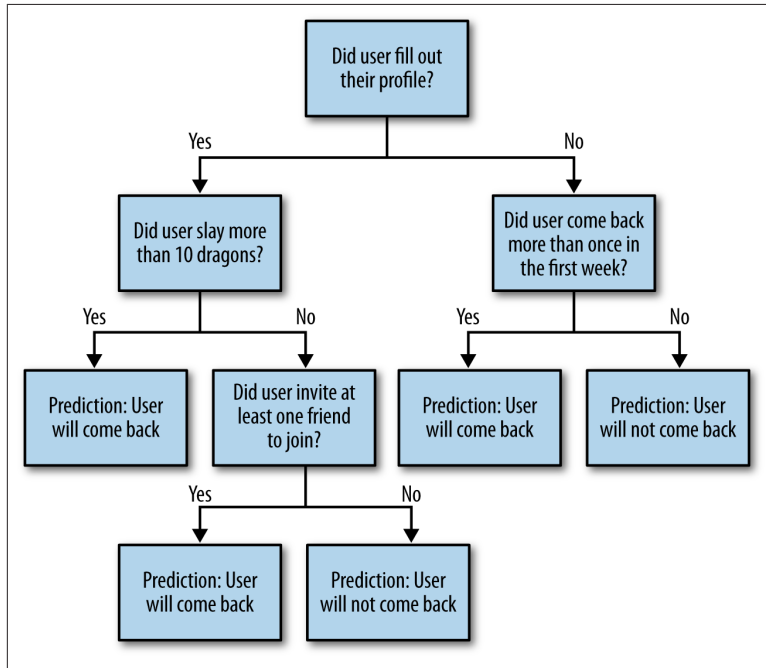 Did user fill out
their profile?
Yes
No
Did user slay more
than 10 dragons?
Did user come back
more than once in
the first week?
Yes
No
Yes
No
Prediction: User
will come back
Did user invite at
least one friend
to join?
Prediction: User
will come back
Prediction: User
will not come back
Yes
No
Prediction: User
will come back
Prediction: User
will not come back